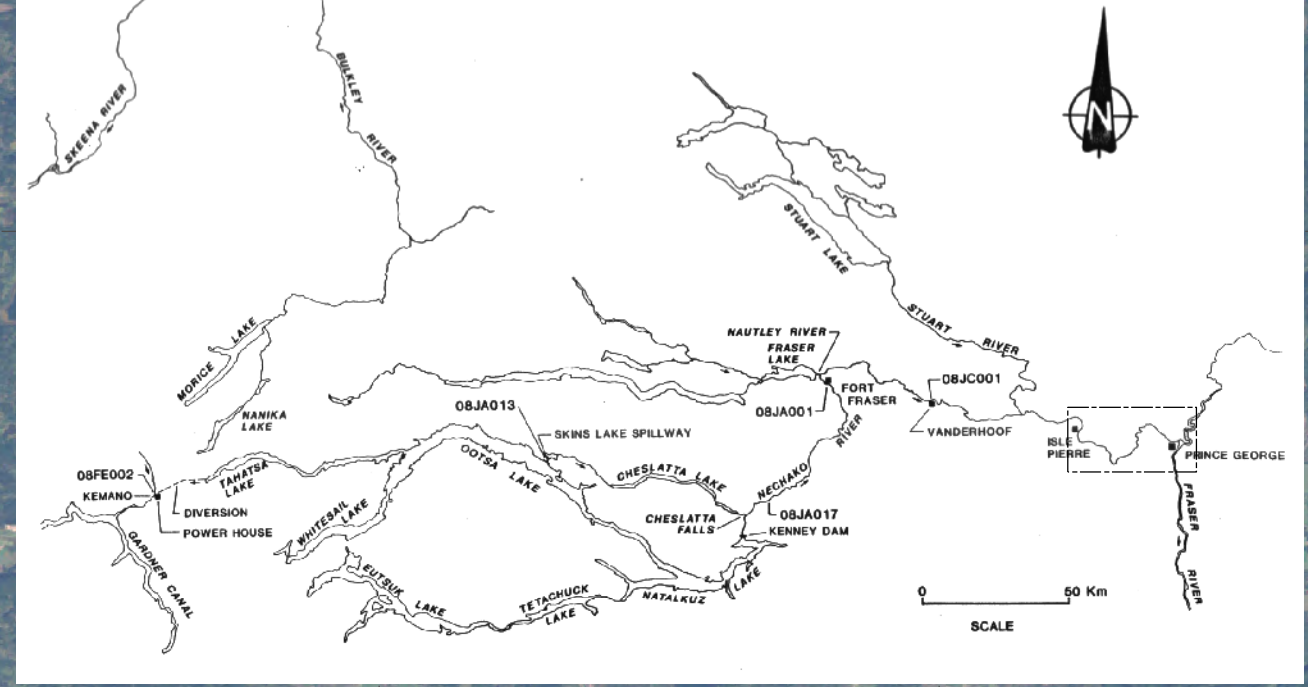 SKEENA RIVER
BULKLEY
RIVER
N
STUART LAKE
STUART
RIVER
MORICE LAKE
NANIKA
LAKE
NAUTLEY RIVER
FRASER
LAKE
08JC001
FORT
FRASER
08JA001
VANDERHOOF
ISLE
PIERRE
PRINCE GEORGE
08JA013
SKINS LAKE SPILLWAY
OOTSA LAKE
CHESLATTA LAKE
NECHAKO RIVER
08JA017
CHESLATTA
FALLS
KENNEY DAM
08FE002
KEMANO
TAHATSA
LAKE
DIVERSION
POWER HOUSE
WHITESAIL
LAKE
GARDNER CANAL
EUTSUK LAKE
TETACHUCK
LAKE
NATALKUZ LAKE
FRASER RIVER
0 50 Km
SCALE